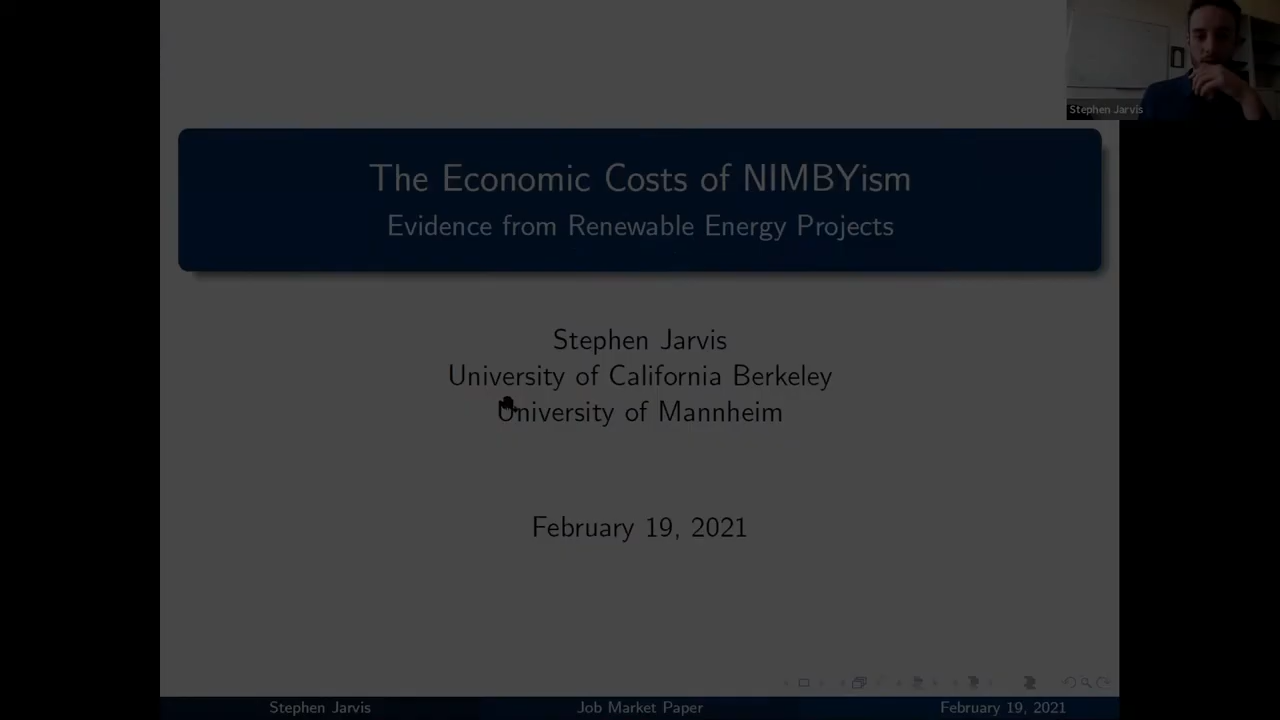 Stephen Jarvis
The Economic Costs of NIMBYism
Evidence from Renewable Energy Projects
Stephen Jarvis
University of California Berkeley
University of Mannheim
February 19, 2021
Stephen Jarvis
Job Market Paper
February 19, 2021